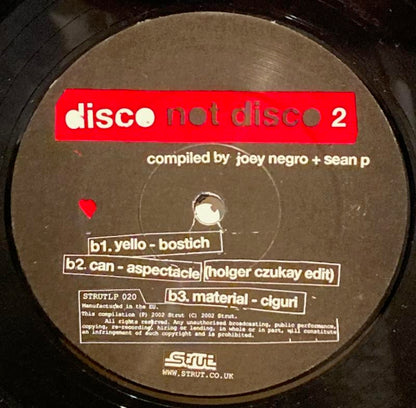 disco not disco 2
compiled by joey negro + sean p
b1. yello - bostich
b2. can - aspectacle (holger czukay edit)
b3. material - ciguri
STRUTLP 020
Manufactured in the EU.
This compilation (P) 2002 Strut (C) 2002 Strut.
All rights reserved. Any unauthorised broadcasting, public performance,
copying, re-recording, hiring or lending, in whole or in part, will constitute
an infringement of such copyright and is prohibited.
Strut
WWW.STRUT.CO.UK